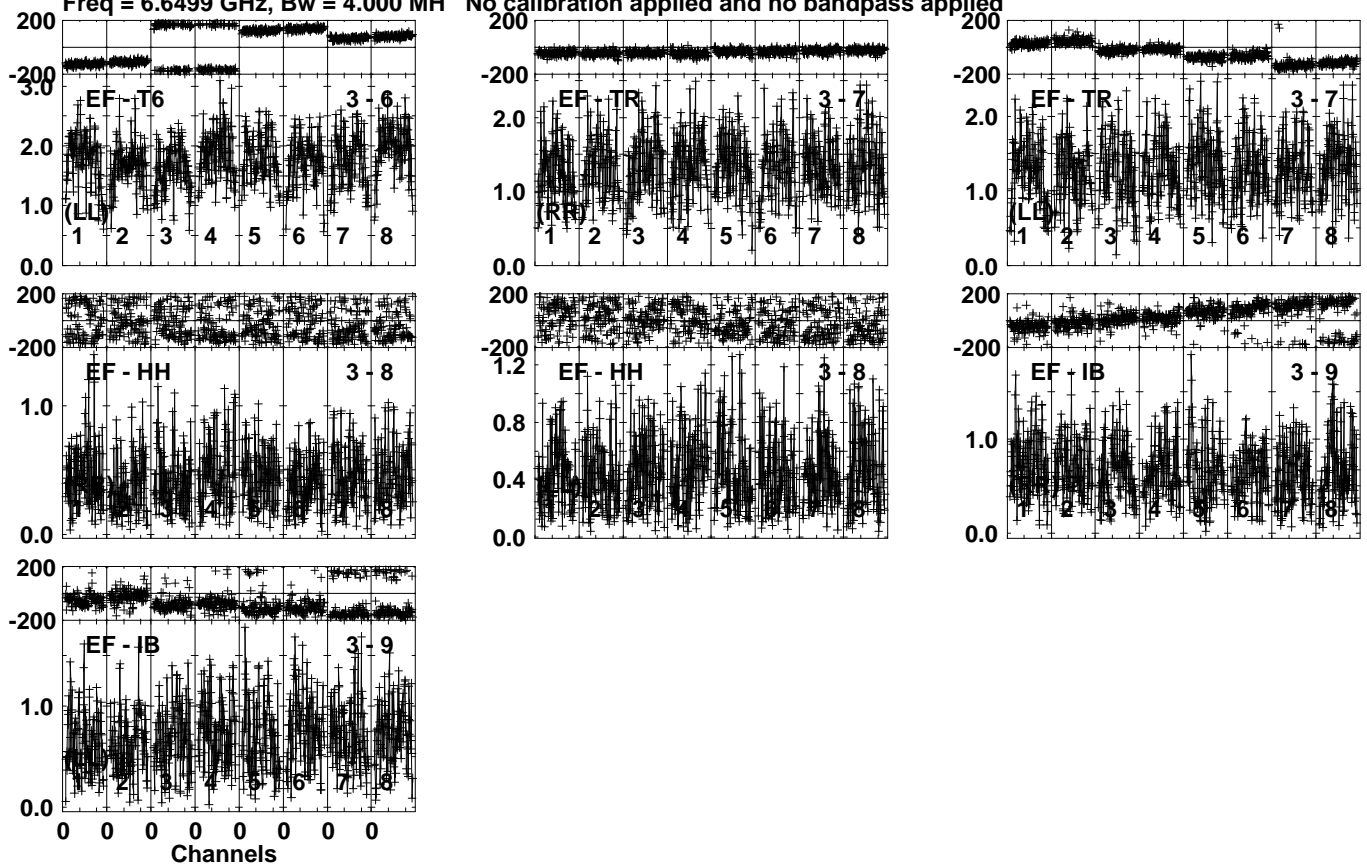 Freq = 6.6499 GHz, Bw = 4.000 MH No calibration applied and no bandpass applied
200
-200
3.0
2.0
1.0
0.0
EF - T6 3 - 6
(LL)
1 2 3 4 5 6 7 8
200
-200
2.0
1.0
0.0
EF - TR 3 - 7
(RR)
1 2 3 4 5 6 7 8
200
-200
2.0
1.0
0.0
EF - TR 3 - 7
(LL)
1 2 3 4 5 6 7 8
200
-200
1.0
0.0
EF - HH 3 - 8
1 2 3 4 5 6 7 8
200
-200
1.2
0.8
0.4
0.0
EF - HH 3 - 8
1 2 3 4 5 6 7 8
200
-200
1.0
0.0
EF - IB 3 - 9
1 2 3 4 5 6 7 8
200
-200
1.0
0.0
EF - IB 3 - 9
1 2 3 4 5 6 7 8
0 0 0 0 0 0 0 0
Channels